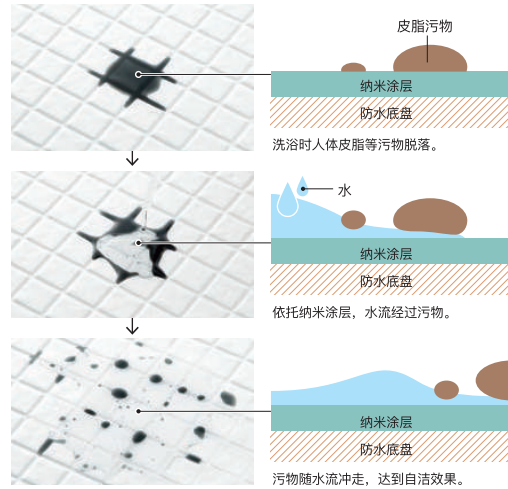 皮脂污物
纳米涂层
防水底盘
洗浴时人体皮脂等污物脱落。
水
纳米涂层
防水底盘
依托纳米涂层，水流经过污物。
纳米涂层
防水底盘
污物随水流冲走，达到自洁效果。